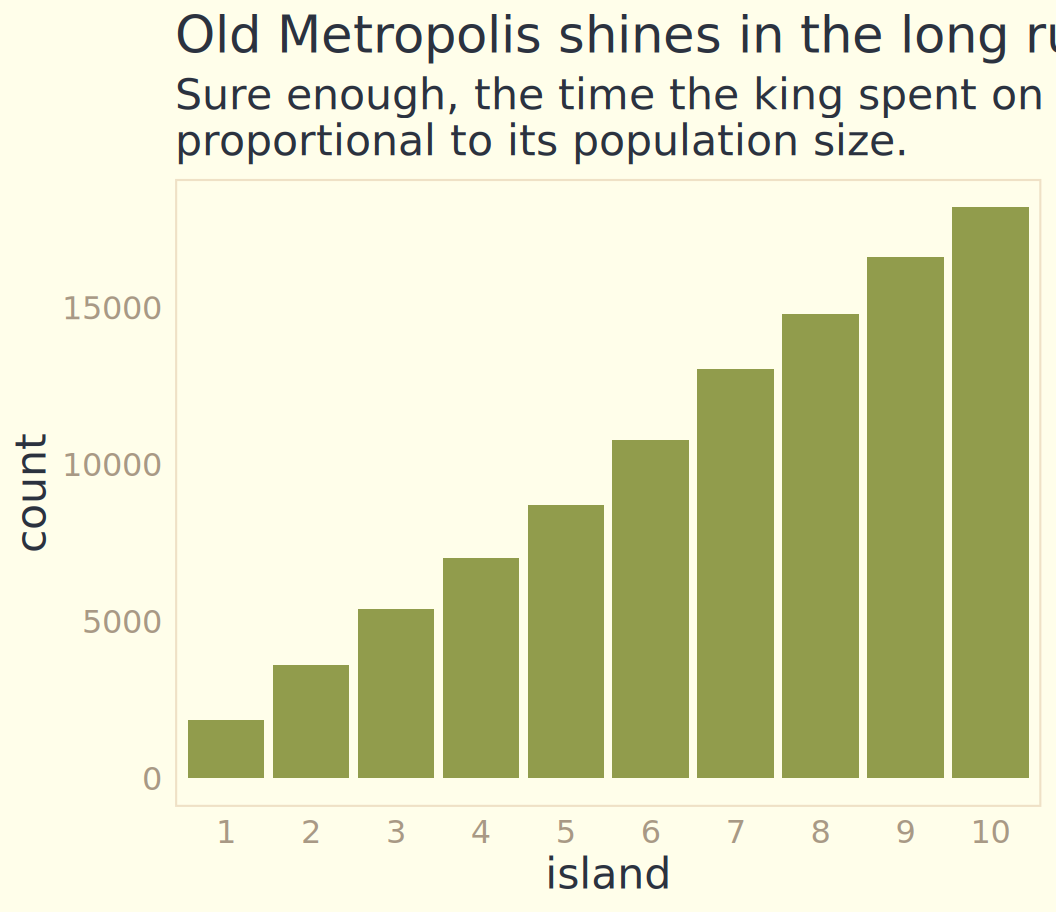 Old Metropolis shines in the long
Sure enough, the time the king spent on
proportional to its population size.
15000
10000
5000
0
count
1 2 3 4 5 6 7 8 9 10
island